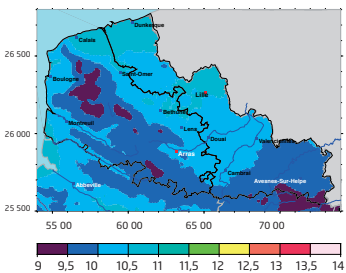 Dunkerque
Calais
26 500
Saint-Omer
Boulogne
Lille
Béthune
Montreuil
Lens
26 000
Douai
Valenciennes
Arras
Cambrai
Avesnes-Sur-Helpe
Abbeville
25 500
55 00 60 00 65 00 70 00
9 9,5 10 10,5 11 11,5 12 12,5 13 13,5 14